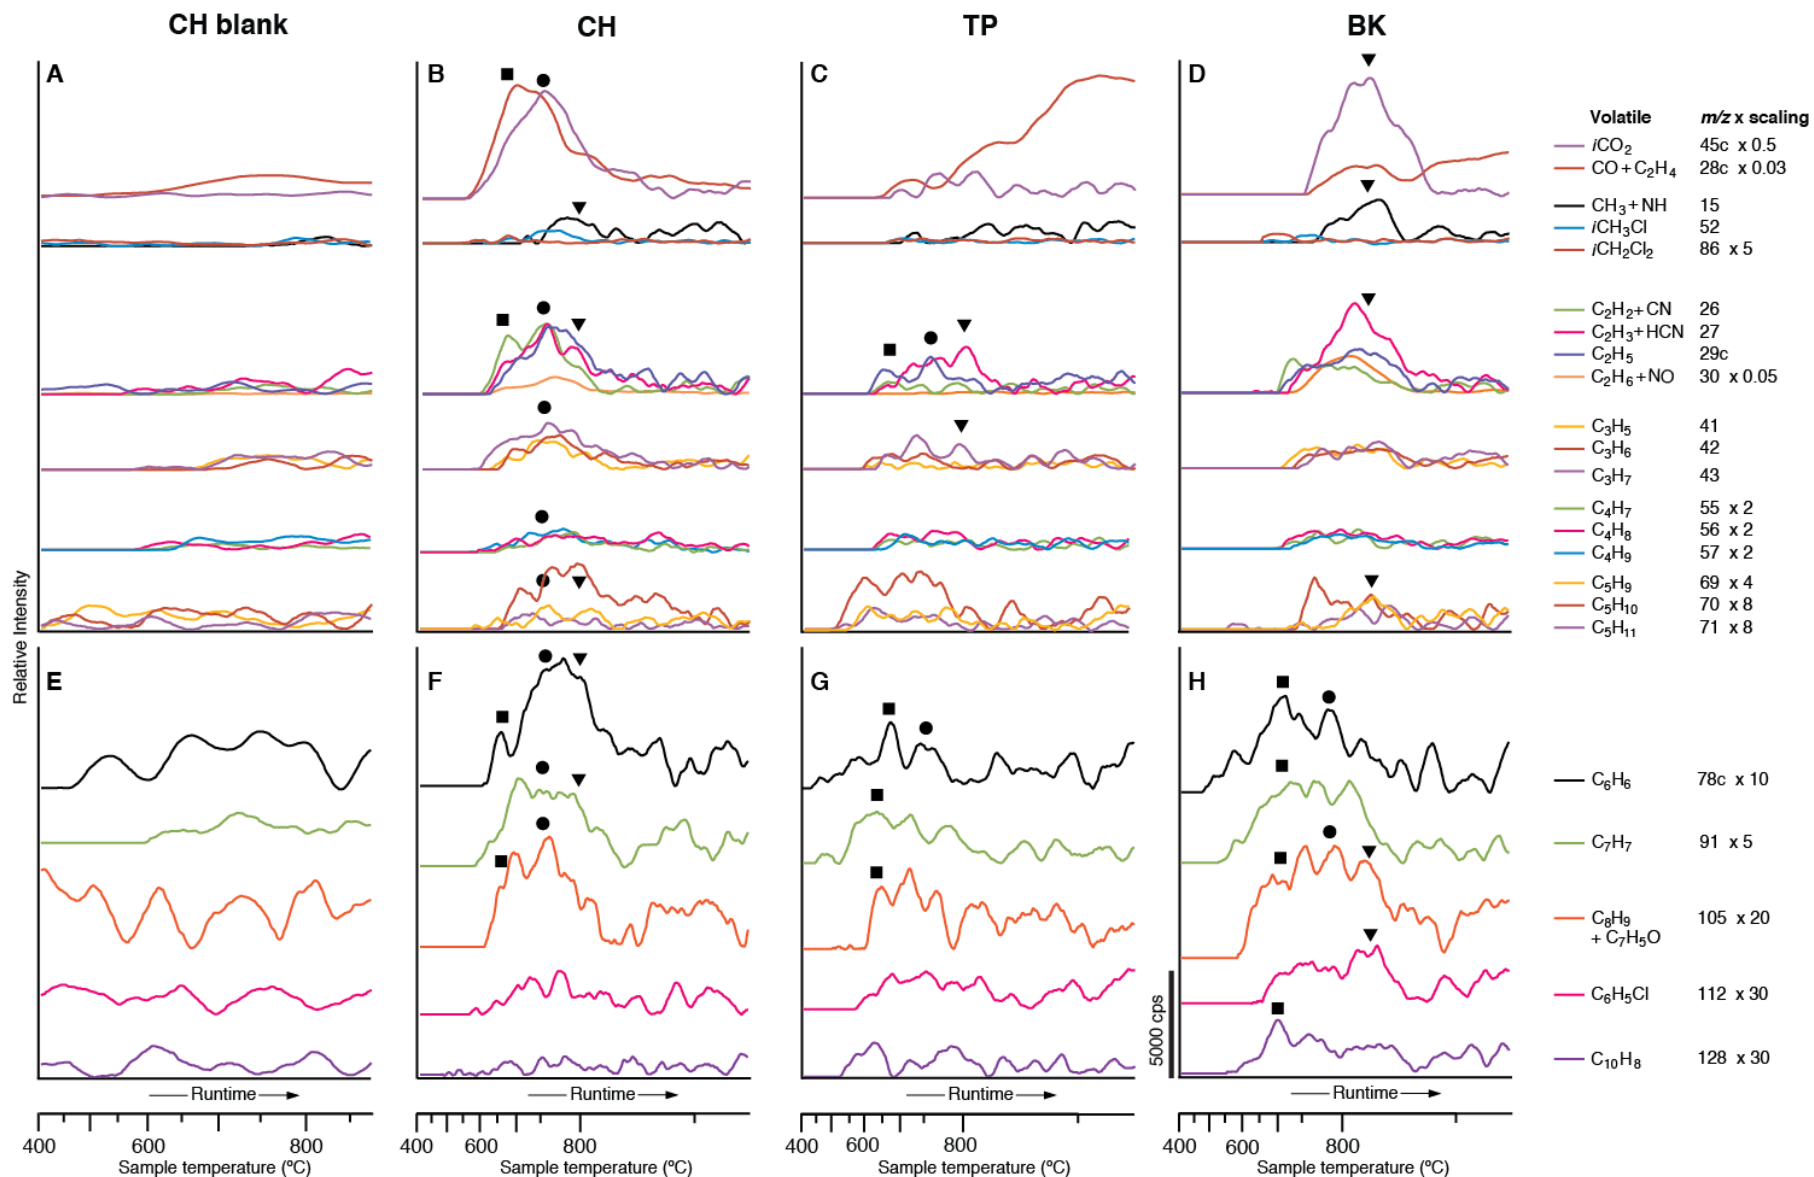 CH blank
CH
TP
BK
A
B
C
D
Volatile m/z x scaling
iCO2 45c x 0.5
CO + C2H4 28c x 0.03
CH3 + NH 15
iCH3Cl 52
iCH2Cl2 86 x 5
C2H2 + CN 26
C2H3 + HCN 27
C2H5 29c
C2H6 + NO 30 x 0.05
C3H5 41
C3H6 42
C3H7 43
C4H7 55 x 2
C4H8 56 x 2
C4H9 57 x 2
C5H9 69 x 4
C5H10 70 x 8
C5H11 71 x 8
Relative Intensity
E
F
G
H
C6H6 78c x 10
C7H7 91 x 5
C8H9 105 x 20
+ C7H5O
C6H5Cl 112 x 30
C10H8 128 x 30
5000 cps
Runtime
Runtime
Runtime
Runtime
400 600 800
400 600 800
400 600 800
400 600 800
Sample temperature (ºC)
Sample temperature (ºC)
Sample temperature (ºC)
Sample temperature (ºC)